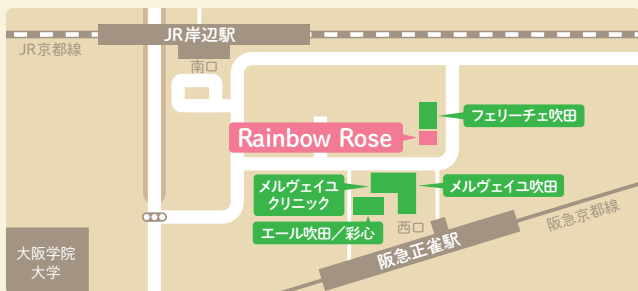 JR岸辺駅
JR京都線
南口
フェリーチェ吹田
Rainbow Rose
メルヴェイユ
クリニック
メルヴェイユ吹田
エール吹田/彩心
西口
阪急正雀駅
阪急京都線
大阪学院
大学